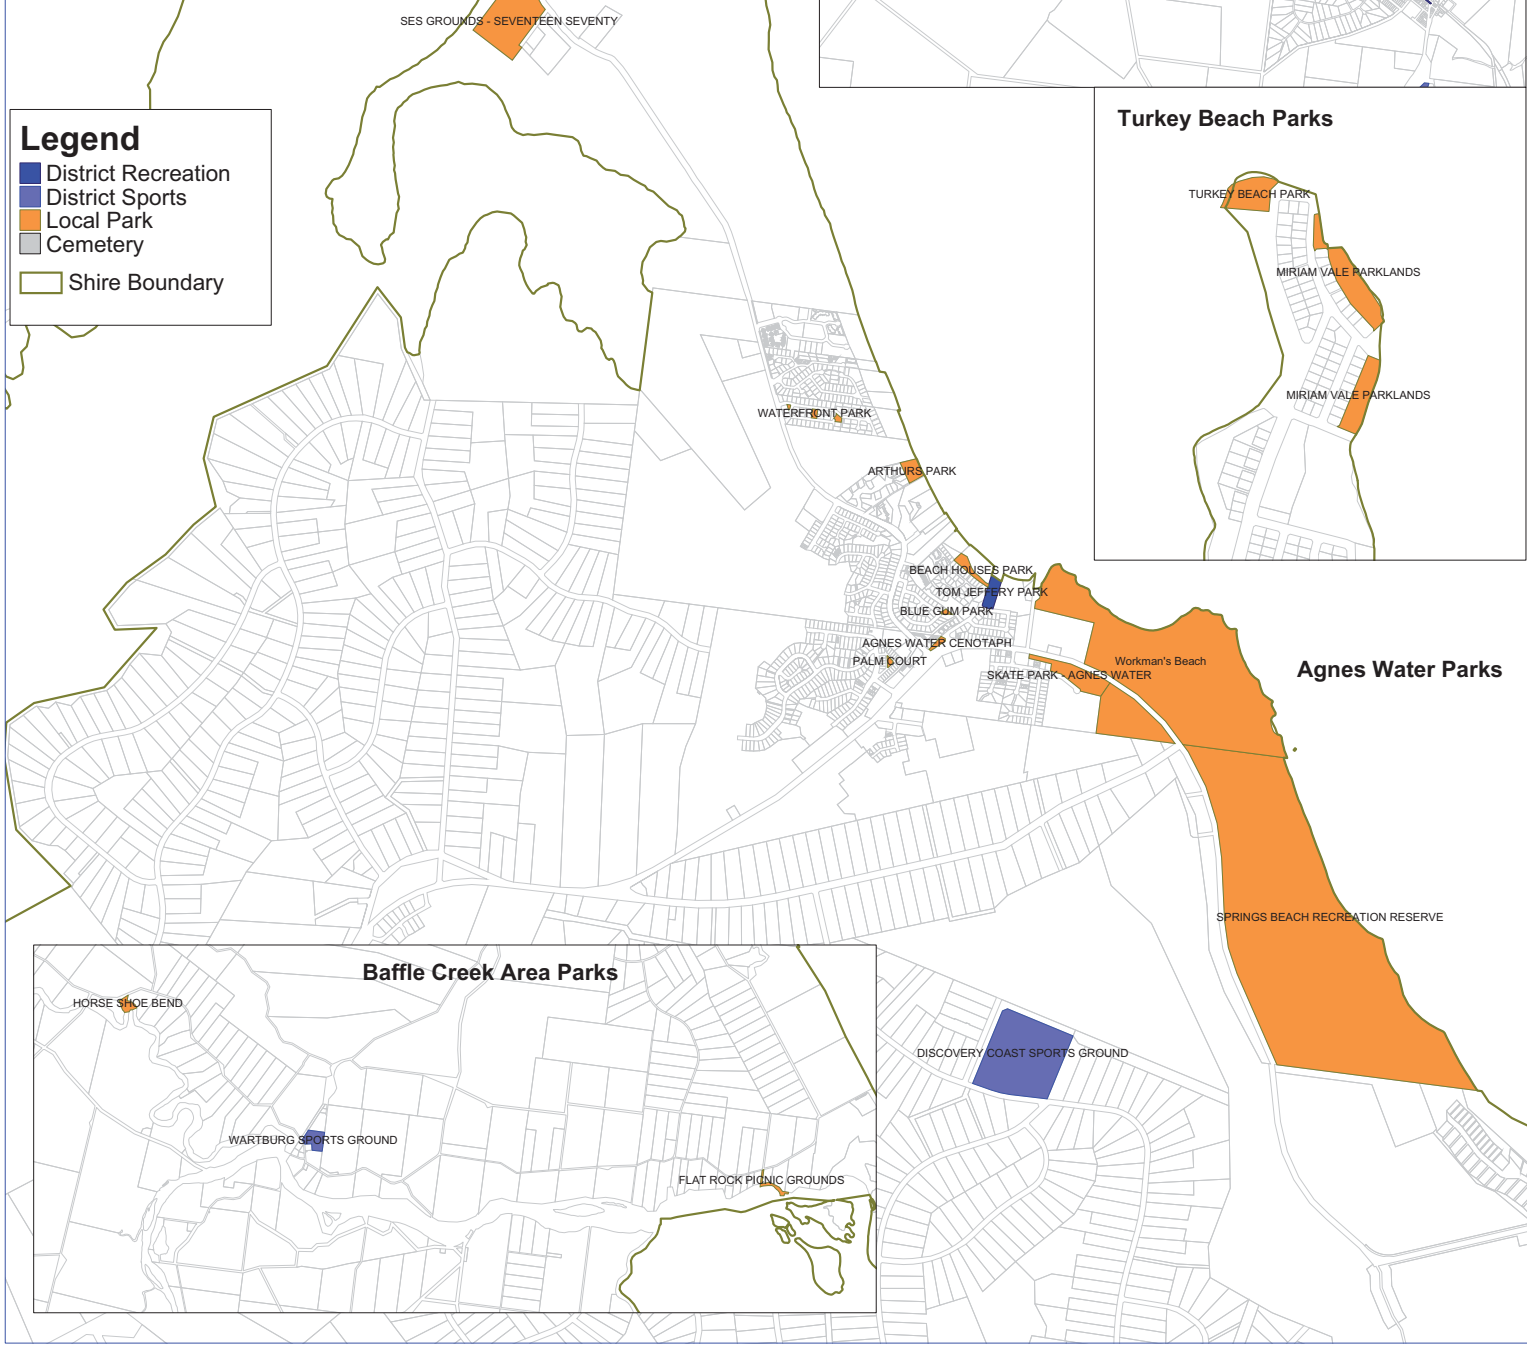 SES GROUNDS - SEVENTEEN SEVENTY
Legend
District Recreation
District Sports
Local Park
Cemetery
Shire Boundary
Turkey Beach Parks
TURKEY BEACH PARK
MIRIAM VALE PARKLANDS
MIRIAM VALE PARKLANDS
WATERFRONT PARK
ARTHURS PARK
BEACH HOUSES PARK
TOM JEFFERY PARK
BLUE GUM PARK
AGNES WATER CENOTAPH
PALM COURT
Workman's Beach
SKATE PARK - AGNES WATER
Agnes Water Parks
SPRINGS BEACH RECREATION RESERVE
Baffle Creek Area Parks
HORSE SHOE BEND
WARTBURG SPORTS GROUND
FLAT ROCK PICNIC GROUNDS
DISCOVERY COAST SPORTS GROUND